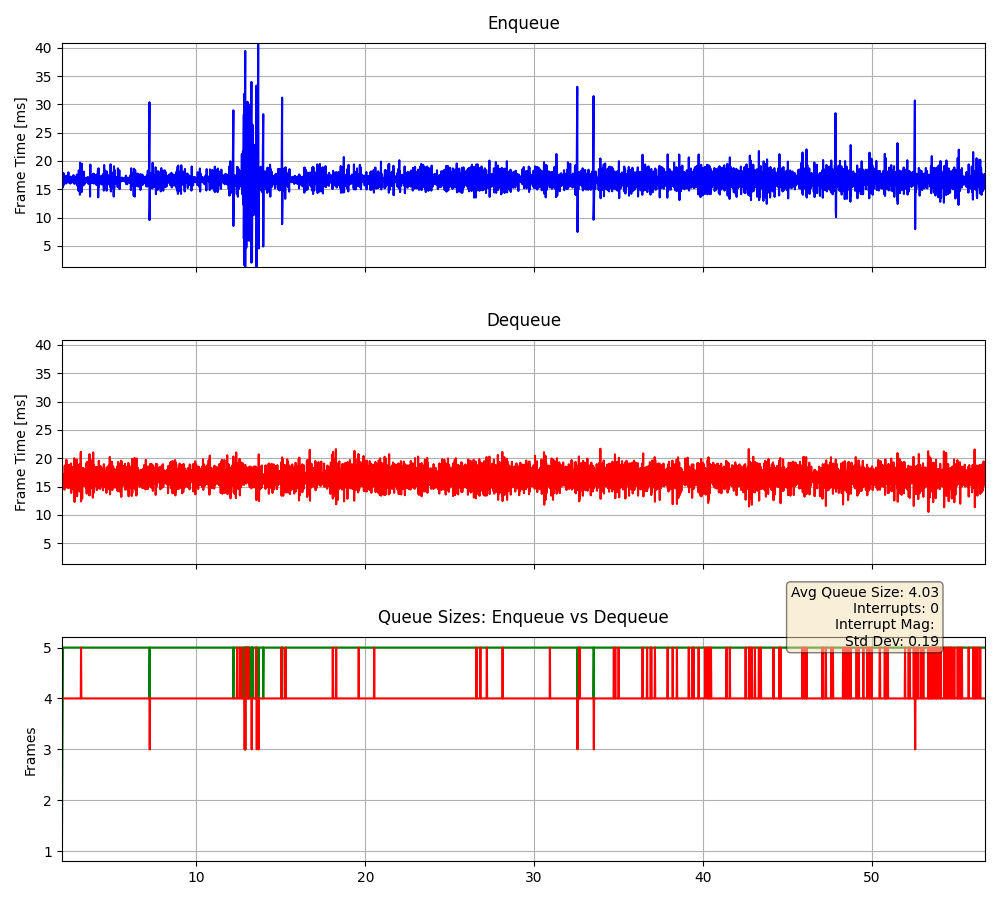 Enqueue
Frame Time [ms]
40
35
30
25
20
15
10
5
Dequeue
Frame Time [ms]
40
35
30
25
20
15
10
5
Avg Queue Size: 4.03
Interrupts: 0
Interrupt Mag:
Std Dev: 0.19
Queue Sizes: Enqueue vs Dequeue
Frames
5
4
3
2
1
10 20 30 40 50